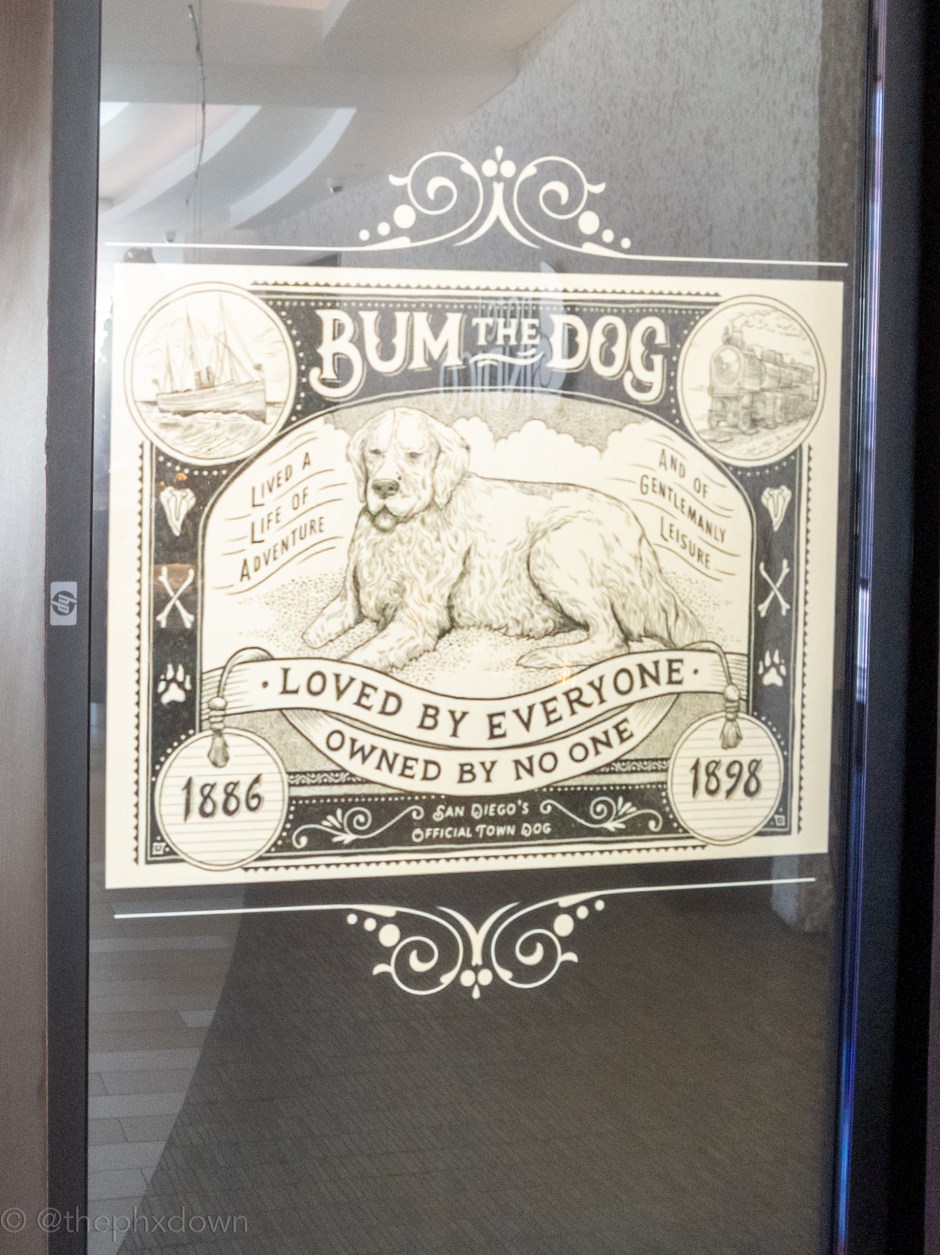 BUM THE DOG
LIVED A
LIFE OF
ADVENTURE
AND OF
GENTLEMANLY
LEISURE
· LOVED BY EVERYONE ·
OWNED BY NO ONE
1886
1898
SAN DIEGO'S
OFFICIAL TOWN DOG
hp
© @thephxdown